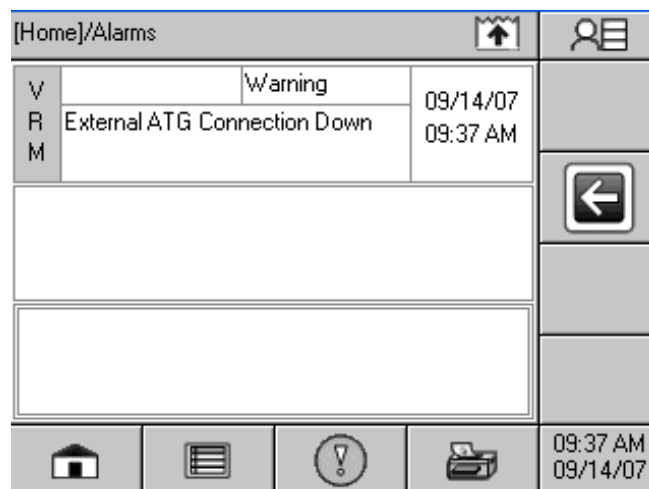 [Home]/Alarms
V
R
M
Warning
External ATG Connection Down
09/14/07
09:37 AM
09:37 AM
09/14/07